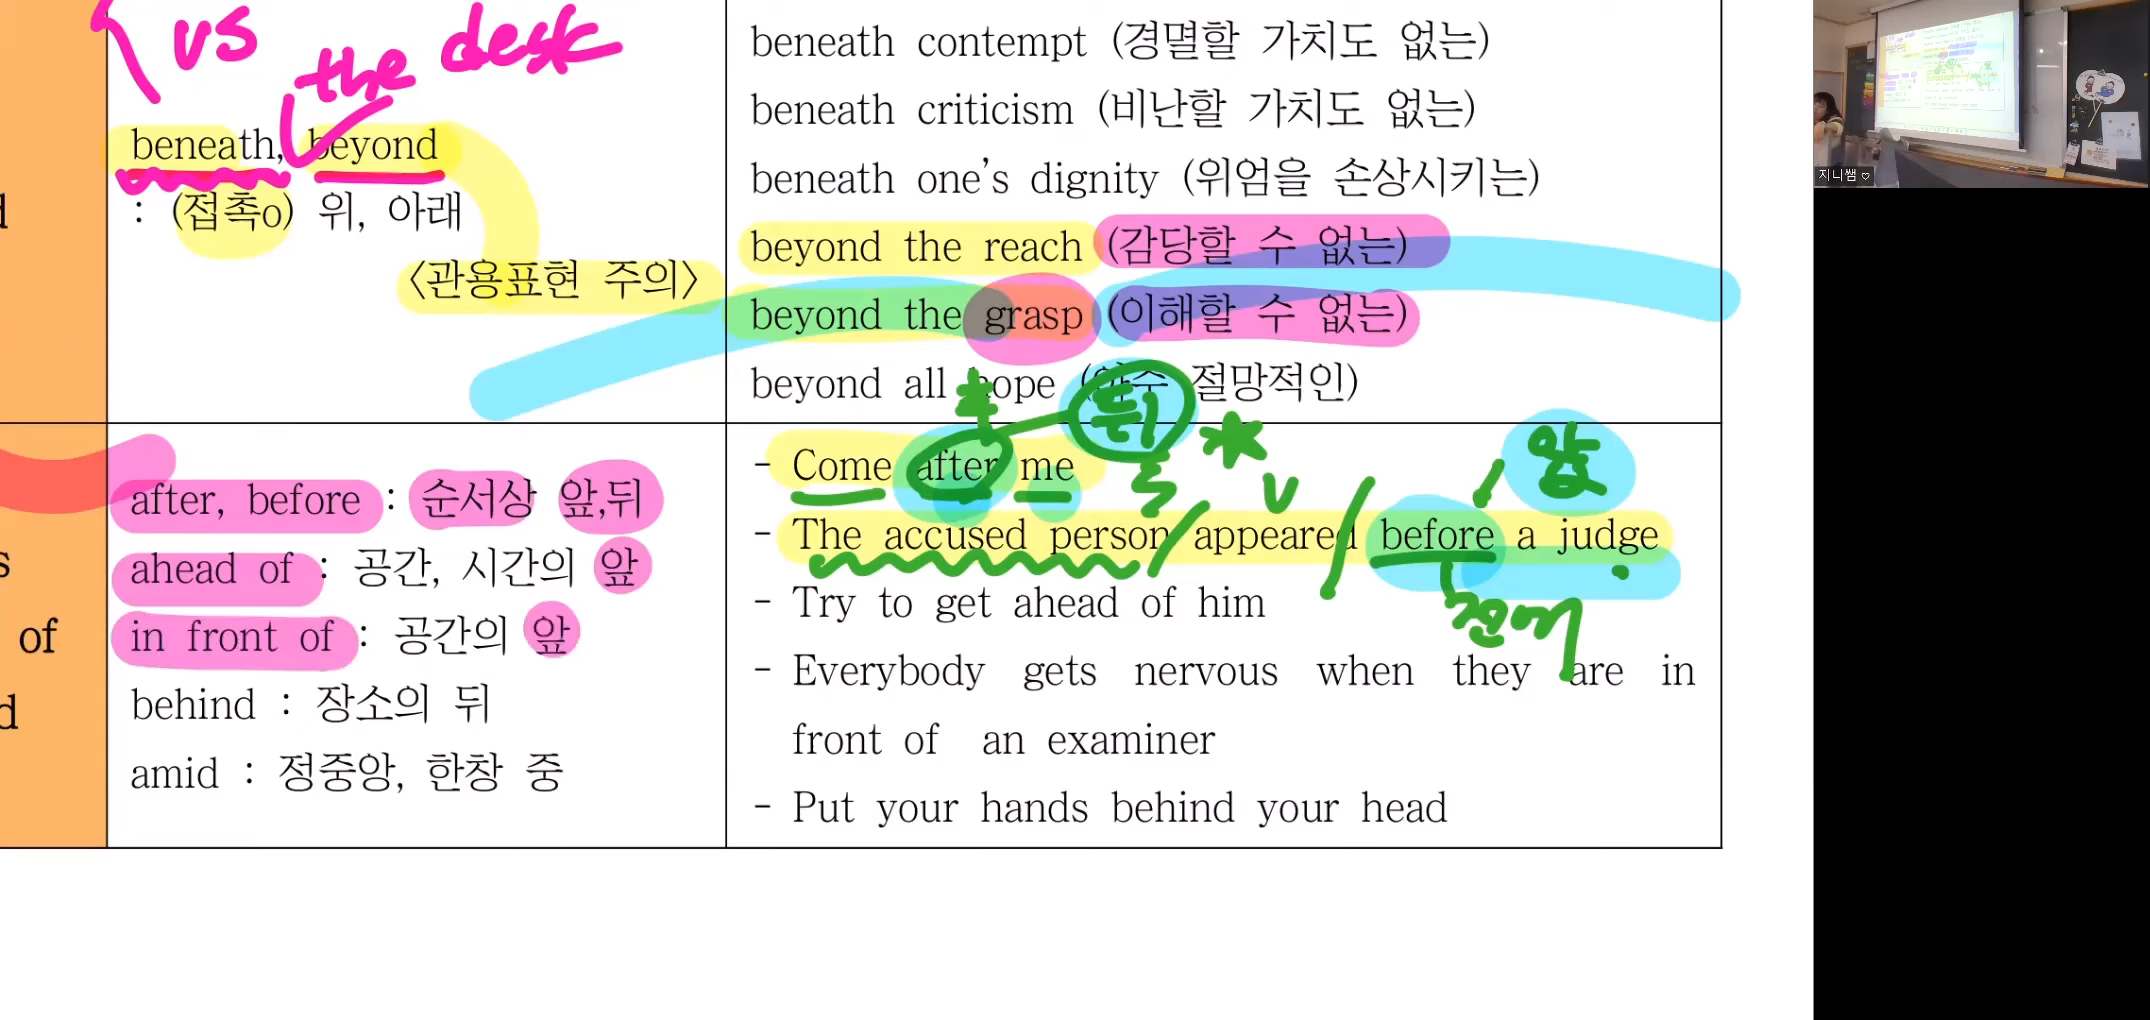 vs the desk
beneath, beyond
: (접촉o) 위, 아래
<관용표현 주의>
beneath contempt (경멸할 가치도 없는)
beneath criticism (비난할 가치도 없는)
beneath one's dignity (위엄을 손상시키는)
beyond the reach (감당할 수 없는)
beyond the grasp (이해할 수 없는)
beyond all hope (아주 절망적인)
뒤
d
s
of
d
after, before : 순서상 앞,뒤
ahead of : 공간, 시간의 앞
in front of : 공간의 앞
behind : 장소의 뒤
amid : 정중앙, 한창 중
앞
- Come after me
S V
- The accused person appeared before a judge
전에
- Try to get ahead of him
- Everybody gets nervous when they are in
front of an examiner
- Put your hands behind your head
지니쌤 ♡